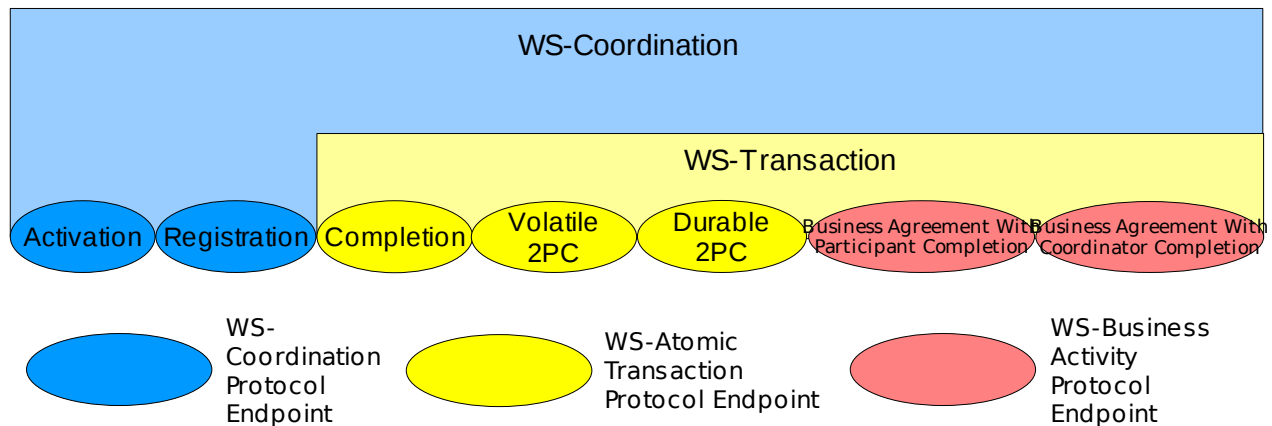 WS-Coordination
WS-Transaction
Activation
Registration
Completion
Volatile
2PC
Durable
2PC
Business Agreement With
Participant Completion
Business Agreement With
Coordinator Completion
WS-
Coordination
Protocol
Endpoint
WS-Atomic
Transaction
Protocol Endpoint
WS-Business
Activity
Protocol
Endpoint